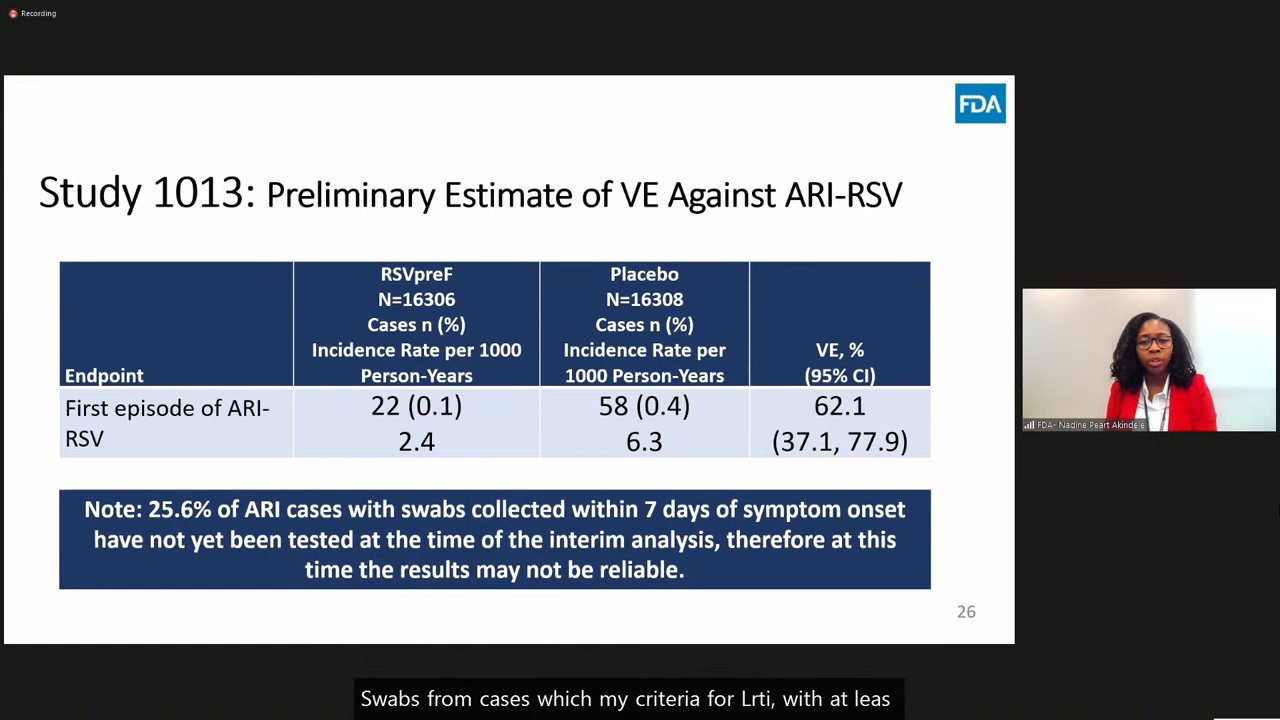 Recording
FDA
Study 1013: Preliminary Estimate of VE Against ARI-RSV
Endpoint
RSVpreF
N=16306
Cases n (%)
Incidence Rate per 1000
Person-Years
Placebo
N=16308
Cases n (%)
Incidence Rate per
1000 Person-Years
VE, %
(95% CI)
First episode of ARI-
RSV
22 (0.1)
2.4
58 (0.4)
6.3
62.1
(37.1, 77.9)
Note: 25.6% of ARI cases with swabs collected within 7 days of symptom onset
have not yet been tested at the time of the interim analysis, therefore at this
time the results may not be reliable.
26
FDA- Nadine Peart Akindele
Swabs from cases which my criteria for Lrti, with at leas